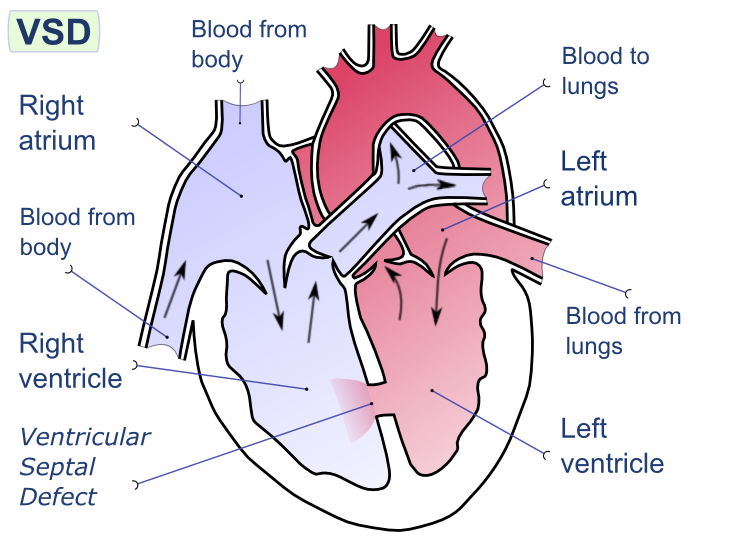 VSD
Blood from
body
Blood to
lungs
Right
atrium
Left
atrium
Blood from
body
Blood from
lungs
Right
ventricle
Ventricular
Septal
Defect
Left
ventricle